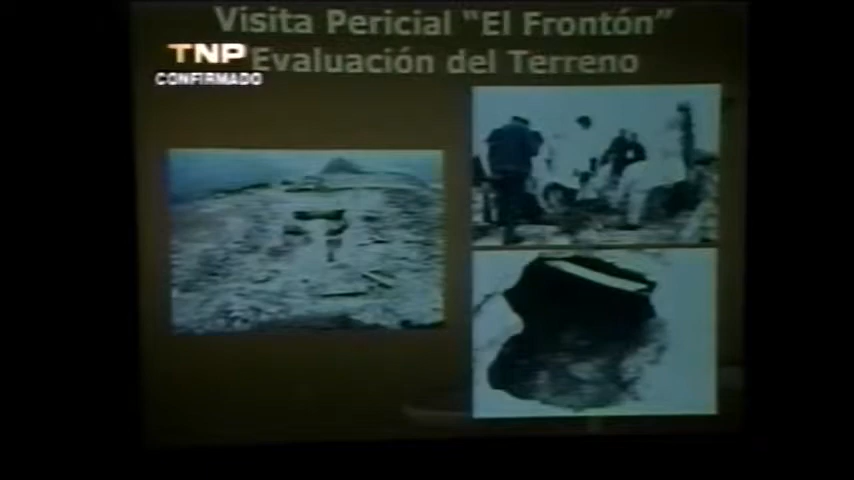 Visita Pericial "El Frontón"
TNP
Evaluación del Terreno
CONFIRMADO